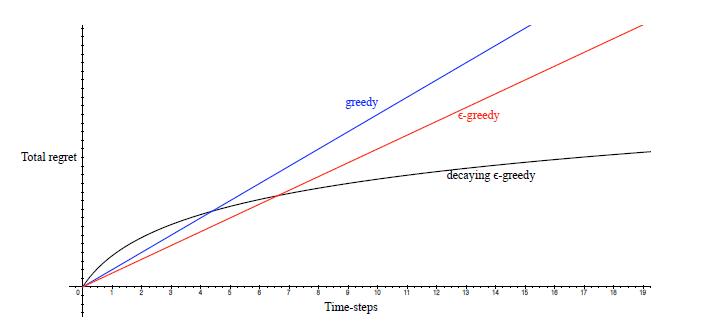 greedy
ϵ-greedy
Total regret
decaying ϵ-greedy
0 1 2 3 4 5 6 7 8 9 10 11 12 13 14 15 16 17 18 19
Time-steps